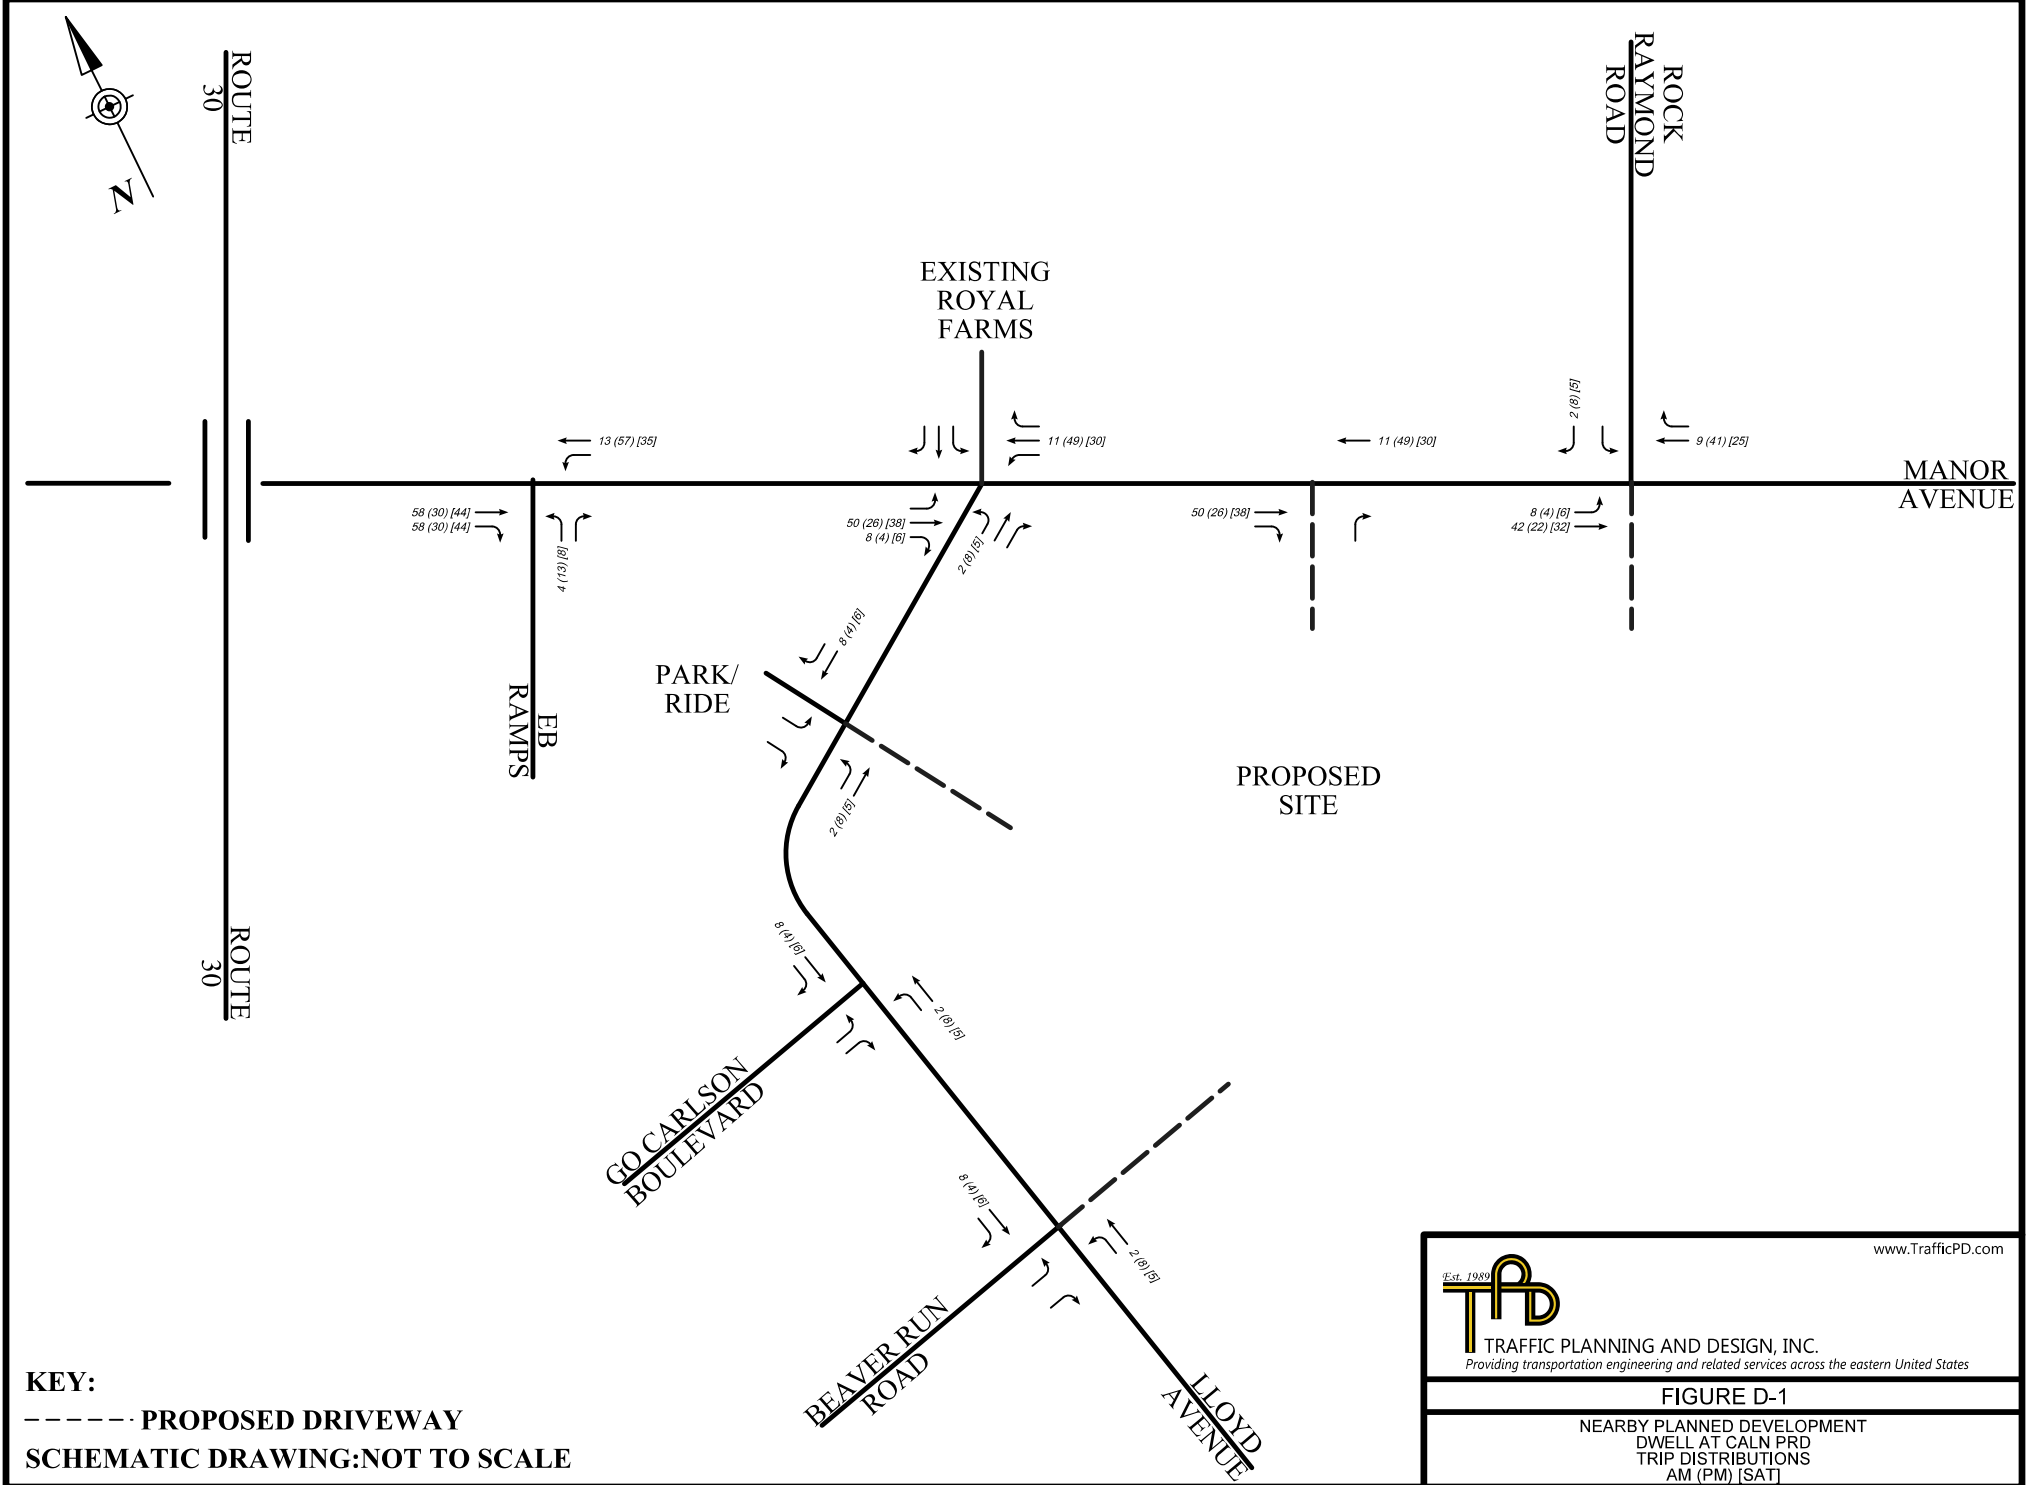 ROUTE
30
N
ROCK
RAYMOND
ROAD
EXISTING
ROYAL
FARMS
2 (8) [5]
13 (57) [35]
11 (49) [30]
11 (49) [30]
9 (41) [25]
MANOR
AVENUE
58 (30) [44]
58 (30) [44]
4 (13) [8]
50 (26) [38]
8 (4) [6]
2 (8) [5]
50 (26) [38]
8 (4) [6]
42 (22) [32]
8 (4) [6]
PARK/
RIDE
EB
RAMPS
2 (8) [5]
PROPOSED
SITE
ROUTE
30
8 (4) [6]
2 (8) [5]
GO CARLSON
BOULEVARD
8 (4) [6]
2 (8) [5]
BEAVER RUN
ROAD
LLOYD
AVENUE
KEY:
PROPOSED DRIVEWAY
SCHEMATIC DRAWING:NOT TO SCALE
www.TrafficPD.com
Est. 1989
TPD
TRAFFIC PLANNING AND DESIGN, INC.
Providing transportation engineering and related services across the eastern United States
FIGURE D-1
NEARBY PLANNED DEVELOPMENT
DWELL AT CALN PRD
TRIP DISTRIBUTIONS
AM (PM) [SAT]